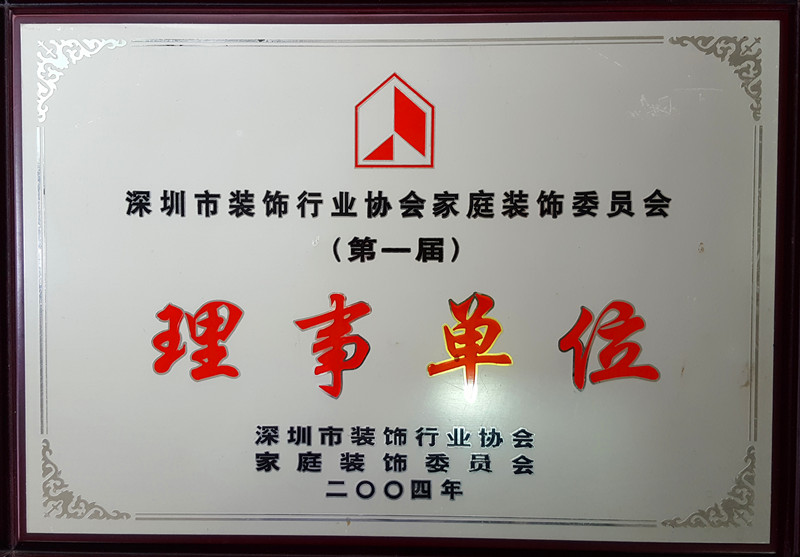 深圳市装饰行业协会家庭装饰委员会
（第一届）
理事单位
深圳市装饰行业协会
家庭装饰委员会
二〇〇四年